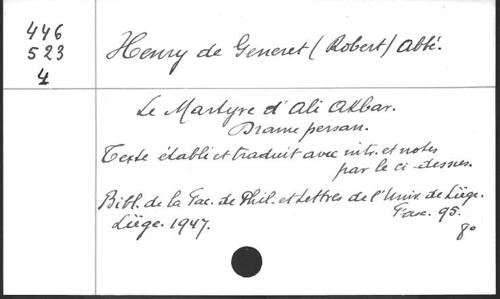 446
523
4
Henry de Generet (Robert) Abbé.
Le Martyre d'Ali Akbar.
Drame persan.
Texte établi et traduit avec intr. et notes
par le ci-dessus.
Bibl. de la Fac. de Phil. et Lettres de l'Univ. de Liège.
Fasc. 95.
Liège. 1947.
8°